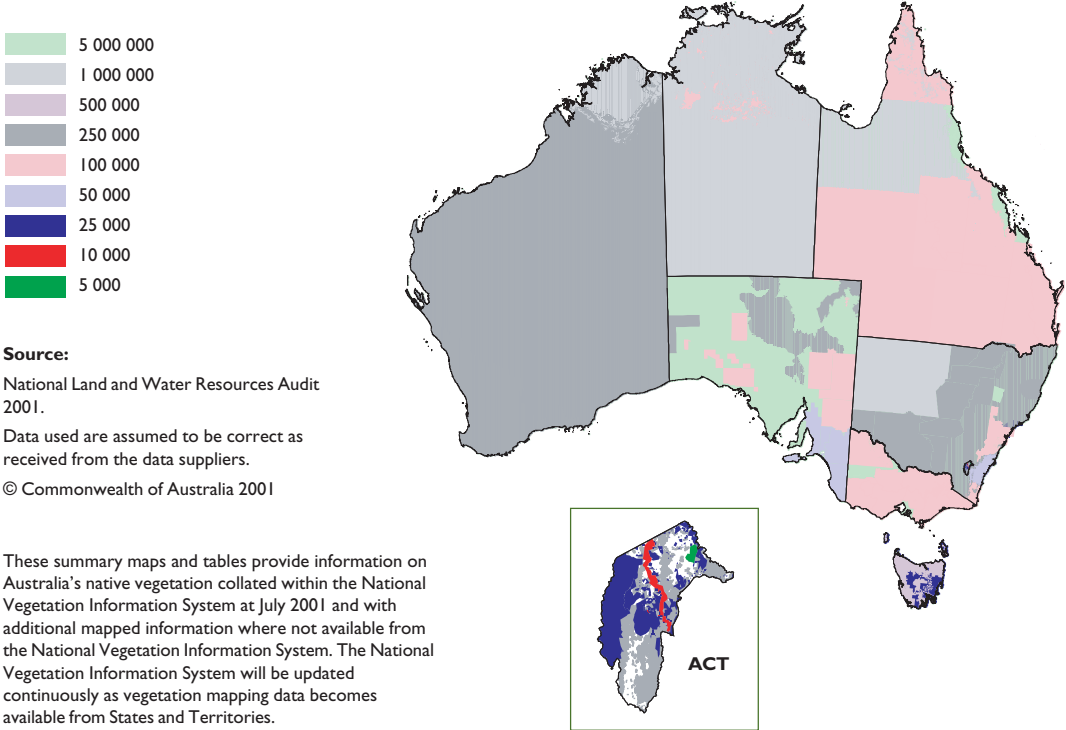 5 000 000
1 000 000
500 000
250 000
100 000
50 000
25 000
10 000
5 000
Source:
National Land and Water Resources Audit
2001.
Data used are assumed to be correct as
received from the data suppliers.
© Commonwealth of Australia 2001
These summary maps and tables provide information on
Australia's native vegetation collated within the National
Vegetation Information System at July 2001 and with
additional mapped information where not available from
the National Vegetation Information System. The National
Vegetation Information System will be updated
continuously as vegetation mapping data becomes
available from States and Territories.
ACT